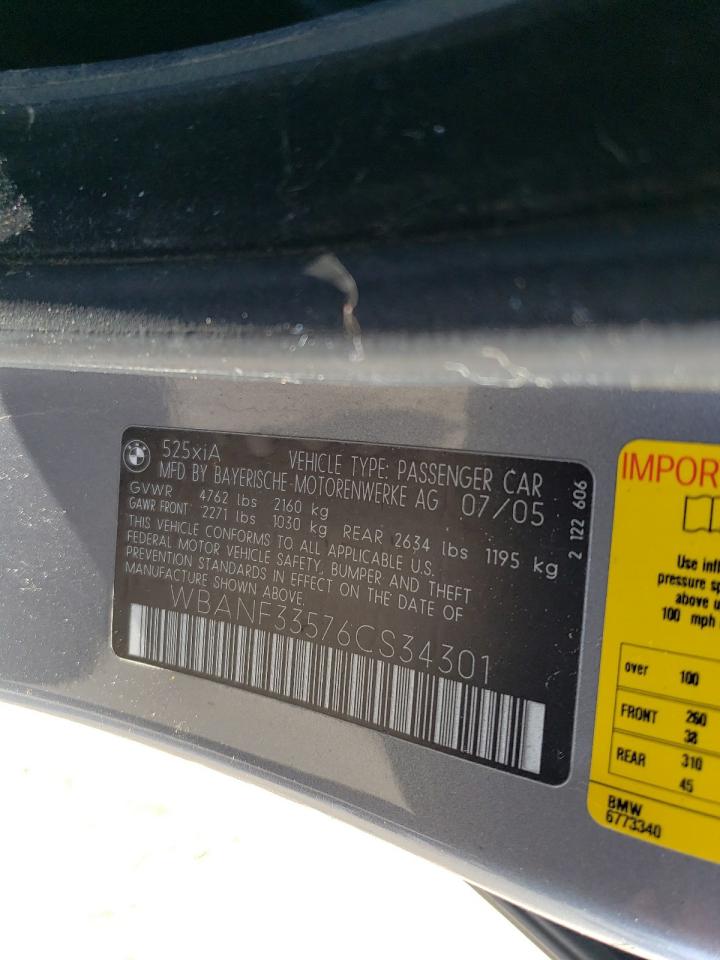 BMW
525xiA VEHICLE TYPE: PASSENGER CAR
MFD BY BAYERISCHE-MOTORENWERKE AG 07/05
GVWR 4762 lbs 2160 kg
GAWR FRONT 2271 lbs 1030 kg REAR 2634 lbs 1195 kg
THIS VEHICLE CONFORMS TO ALL APPLICABLE U.S.
FEDERAL MOTOR VEHICLE SAFETY, BUMPER AND THEFT
PREVENTION STANDARDS IN EFFECT ON THE DATE OF
MANUFACTURE SHOWN ABOVE.
WBANF33576CS34301
2 122 606
IMPOR
Use infl
pressure sp
above u
100 mph
over 100
FRONT 260
38
REAR 310
45
BMW
6773340